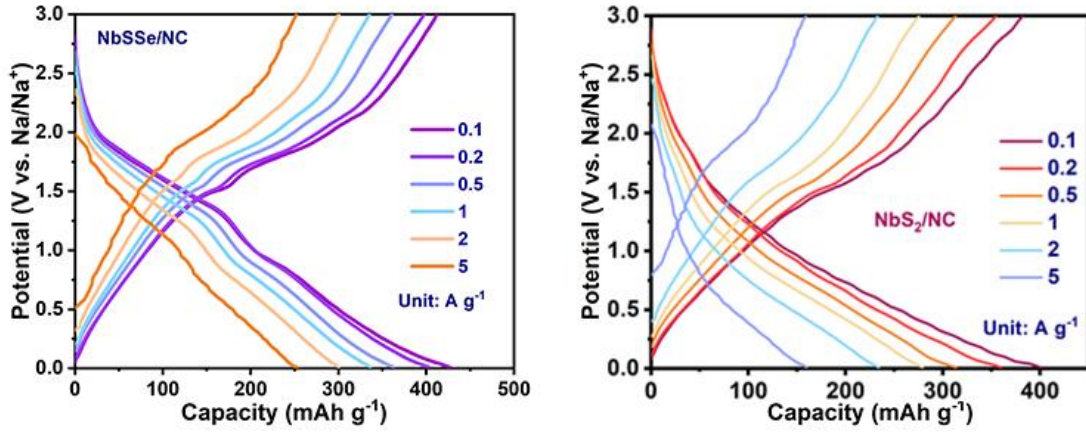 NbSSe/NC
Potential (V vs. Na/Na⁺)
3.0
2.5
2.0
1.5
1.0
0.5
0.0
0.1
0.2
0.5
1
2
5
Unit: A g⁻¹
0 100 200 300 400 500
Capacity (mAh g⁻¹)
Potential (V vs. Na/Na⁺)
3.0
2.5
2.0
1.5
1.0
0.5
0.0
0.1
0.2
0.5
1
2
5
NbS₂/NC
Unit: A g⁻¹
0 100 200 300 400
Capacity (mAh g⁻¹)